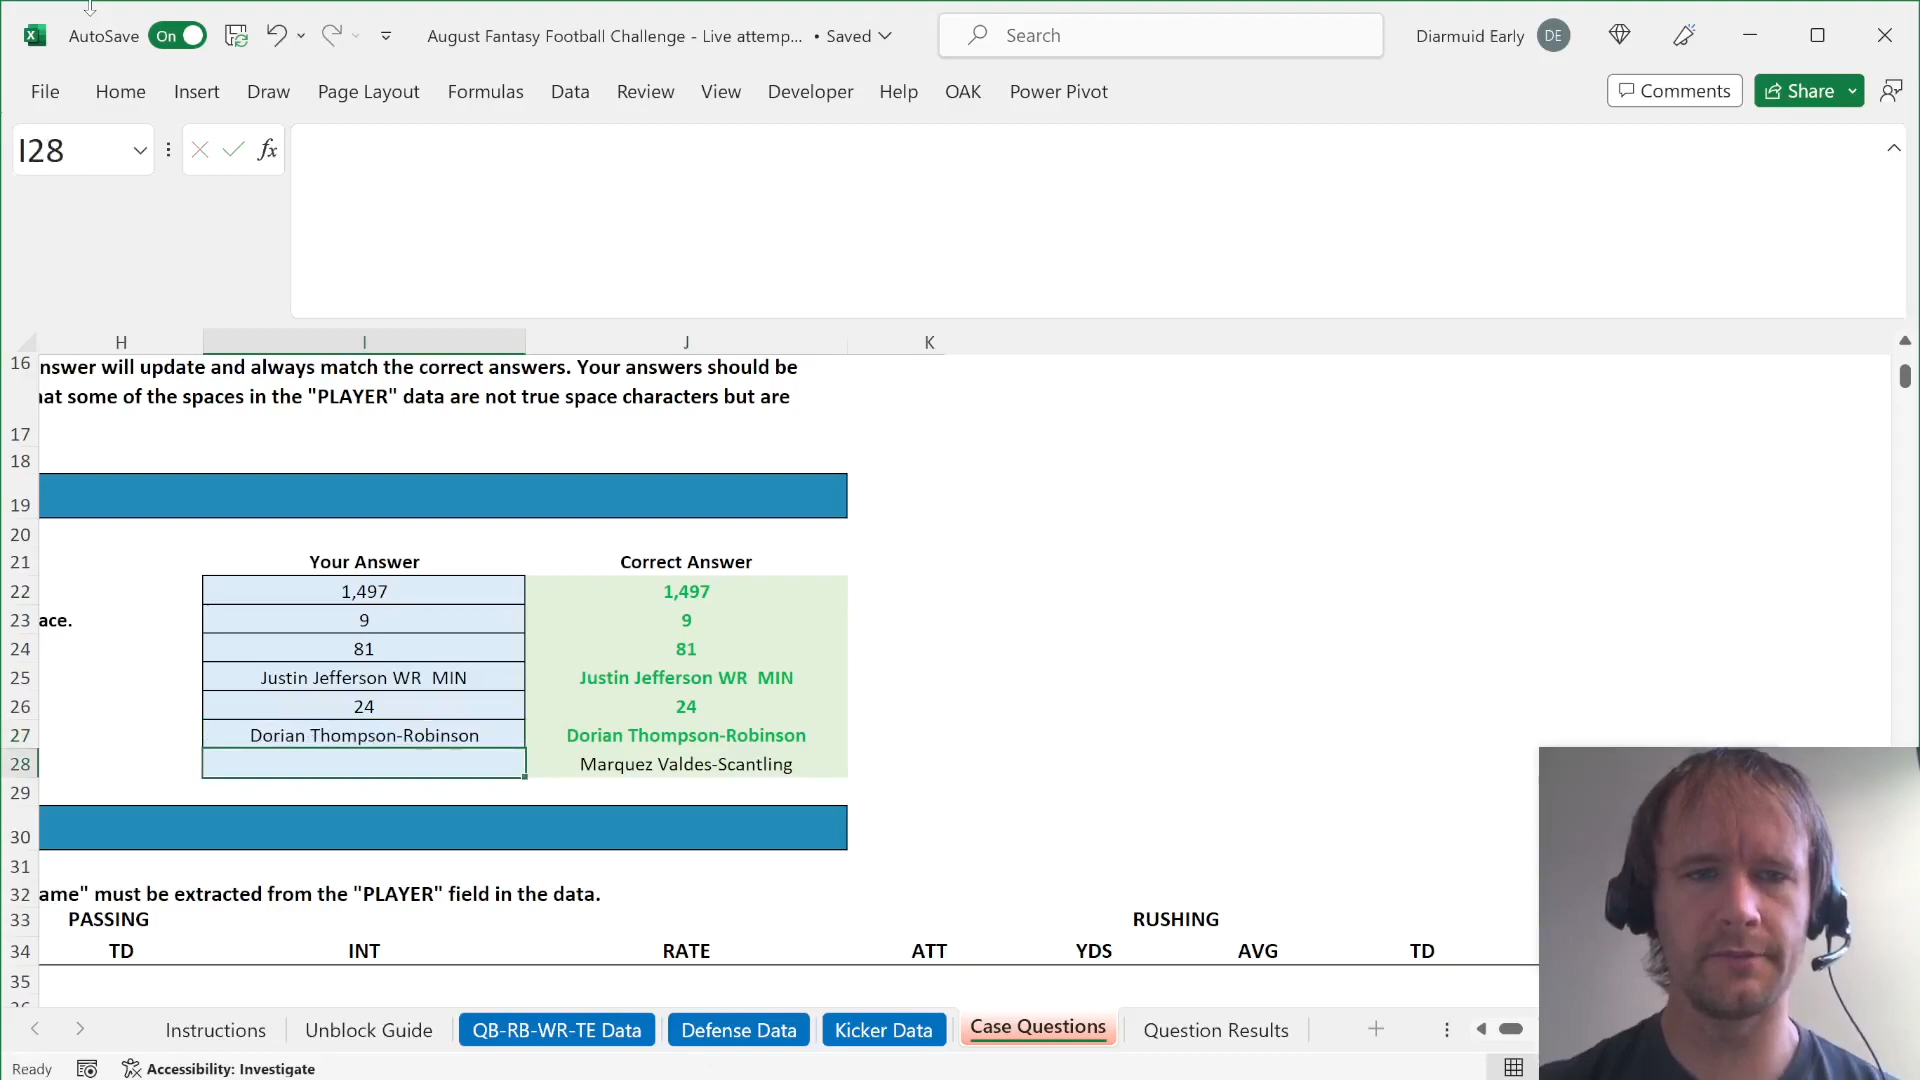 AutoSave On August Fantasy Football Challenge - Live attemp... • Saved Search Diarmuid Early DE
File Home Insert Draw Page Layout Formulas Data Review View Developer Help OAK Power Pivot Comments Share
I28 fx
H I J K
16 nswer will update and always match the correct answers. Your answers should be
at some of the spaces in the "PLAYER" data are not true space characters but are
17
18
19
20
21 Your Answer Correct Answer
22 1,497 1,497
23 ace. 9 9
24 81 81
25 Justin Jefferson WR  MIN Justin Jefferson WR  MIN
26 24 24
27 Dorian Thompson-Robinson Dorian Thompson-Robinson
28 Marquez Valdes-Scantling
29
30
31
32 ame" must be extracted from the "PLAYER" field in the data.
33 PASSING RUSHING
34 TD INT RATE ATT YDS AVG TD
35
Instructions Unblock Guide QB-RB-WR-TE Data Defense Data Kicker Data Case Questions Question Results
Ready Accessibility: Investigate